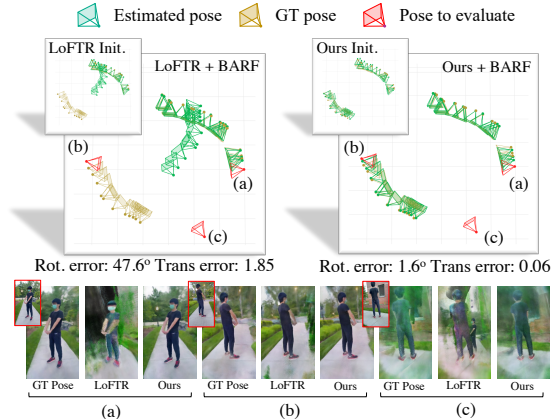 Estimated pose GT pose Pose to evaluate
LoFTR Init. LoFTR + BARF
(b)
(a)
(c)
Rot. error: 47.6° Trans error: 1.85
Ours Init. Ours + BARF
(b)
(a)
(c)
Rot. error: 1.6° Trans error: 0.06
GT Pose LoFTR Ours GT Pose LoFTR Ours GT Pose LoFTR Ours
(a) (b) (c)